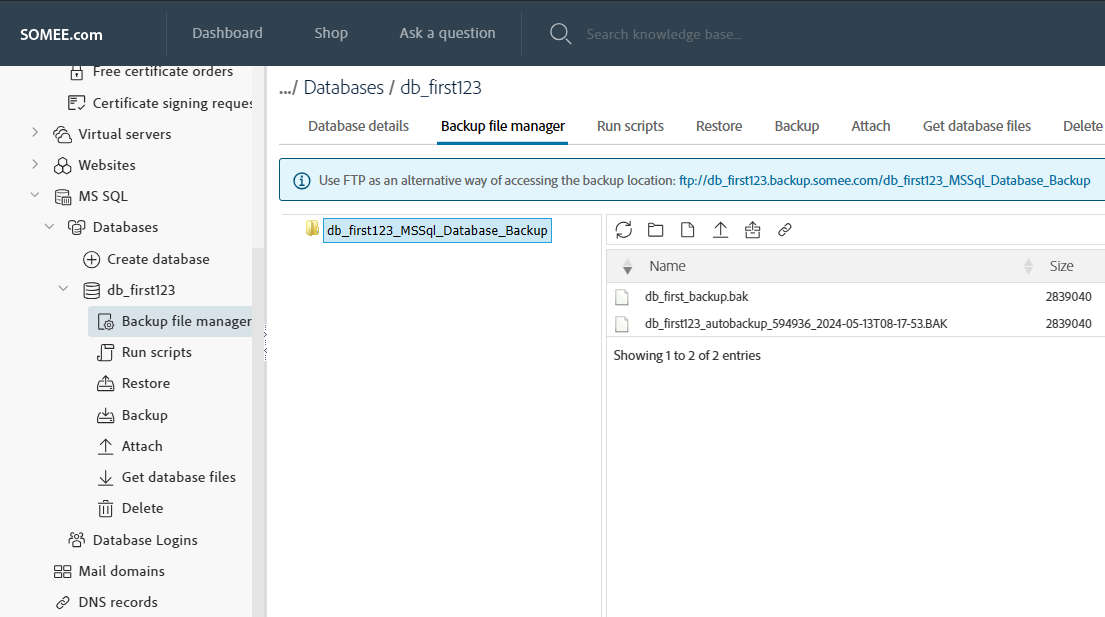 SOMEE.com
Dashboard
Shop
Ask a question
Search knowledge base...
Free certificate orders
Certificate signing reques
Virtual servers
Websites
MS SQL
Databases
Create database
db_first123
Backup file manager
Run scripts
Restore
Backup
Attach
Get database files
Delete
Database Logins
Mail domains
DNS records
.../ Databases / db_first123
Database details
Backup file manager
Run scripts
Restore
Backup
Attach
Get database files
Delete
Use FTP as an alternative way of accessing the backup location: ftp://db_first123.backup.somee.com/db_first123_MSSql_Database_Backup
db_first123_MSSql_Database_Backup
Name Size
db_first_backup.bak 2839040
db_first123_autobackup_594936_2024-05-13T08-17-53.BAK 2839040
Showing 1 to 2 of 2 entries